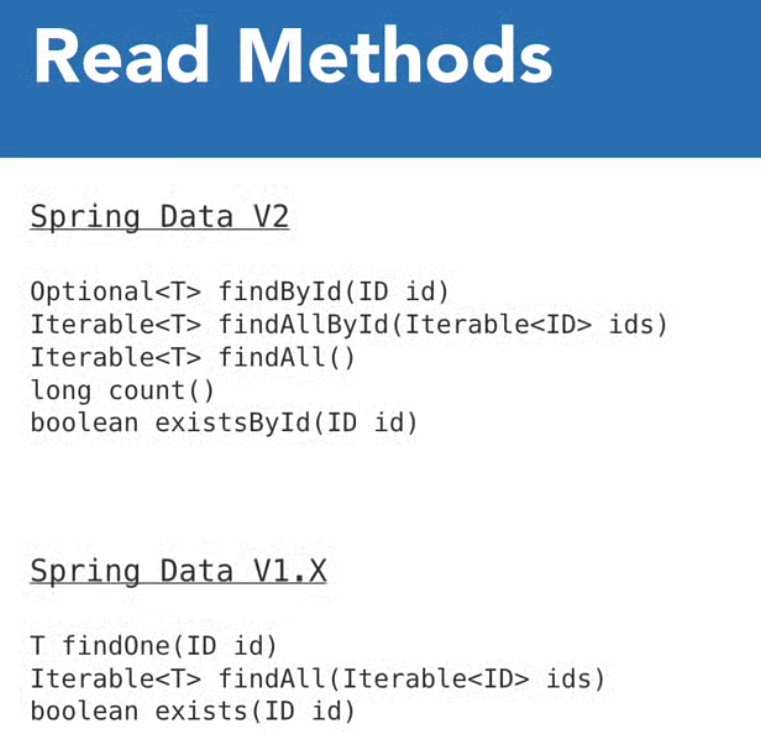 Read Methods
Spring Data V2
Optional<T> findById(ID id)
Iterable<T> findAllById(Iterable<ID> ids)
Iterable<T> findAll()
long count()
boolean existsById(ID id)
Spring Data V1.X
T findOne(ID id)
Iterable<T> findAll(Iterable<ID> ids)
boolean exists(ID id)